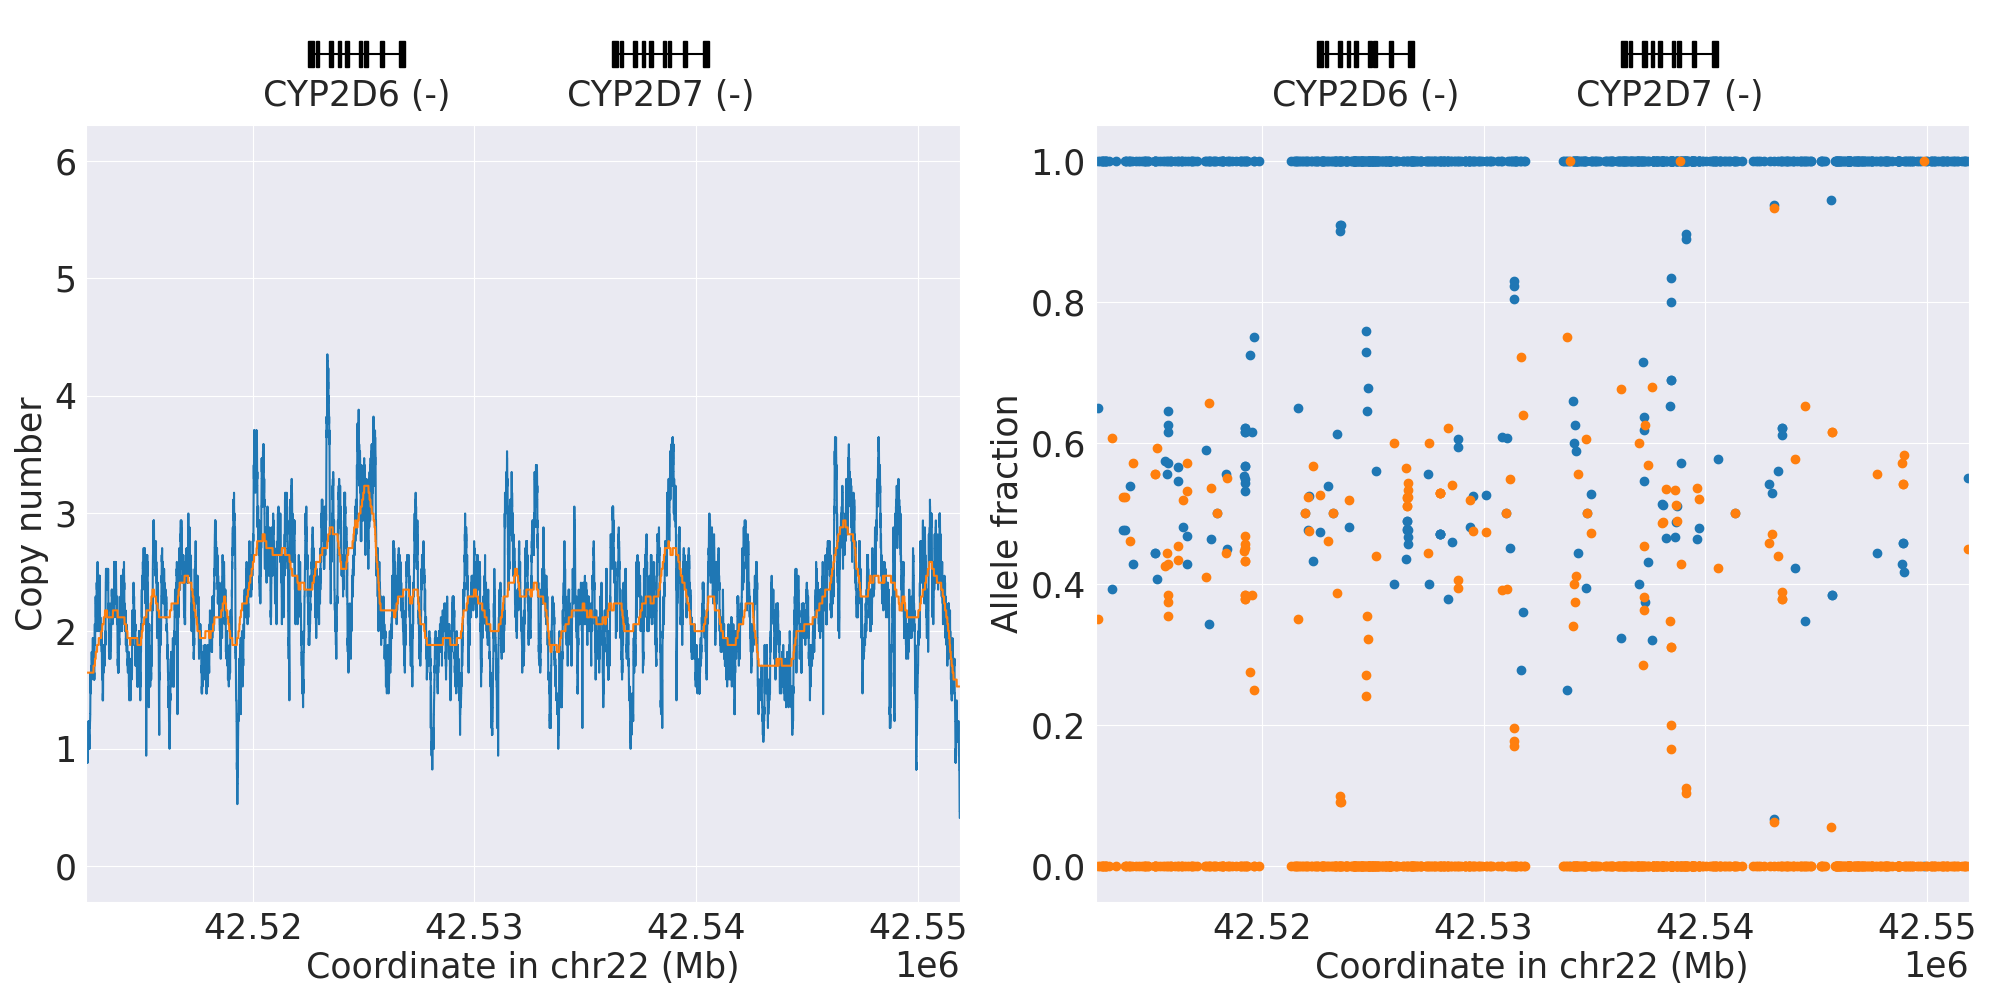 CYP2D6 (-)
CYP2D7 (-)
6
5
4
3
2
1
0
Copy number
42.52
42.53
42.54
42.55
Coordinate in chr22 (Mb)
1e6
CYP2D6 (-)
CYP2D7 (-)
1.0
0.8
0.6
0.4
0.2
0.0
Allele fraction
42.52
42.53
42.54
42.55
Coordinate in chr22 (Mb)
1e6